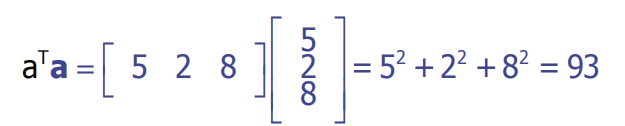 aᵀa = [ 5 2 8 ] [ 5 2 8 ] = 5² + 2² + 8² = 93